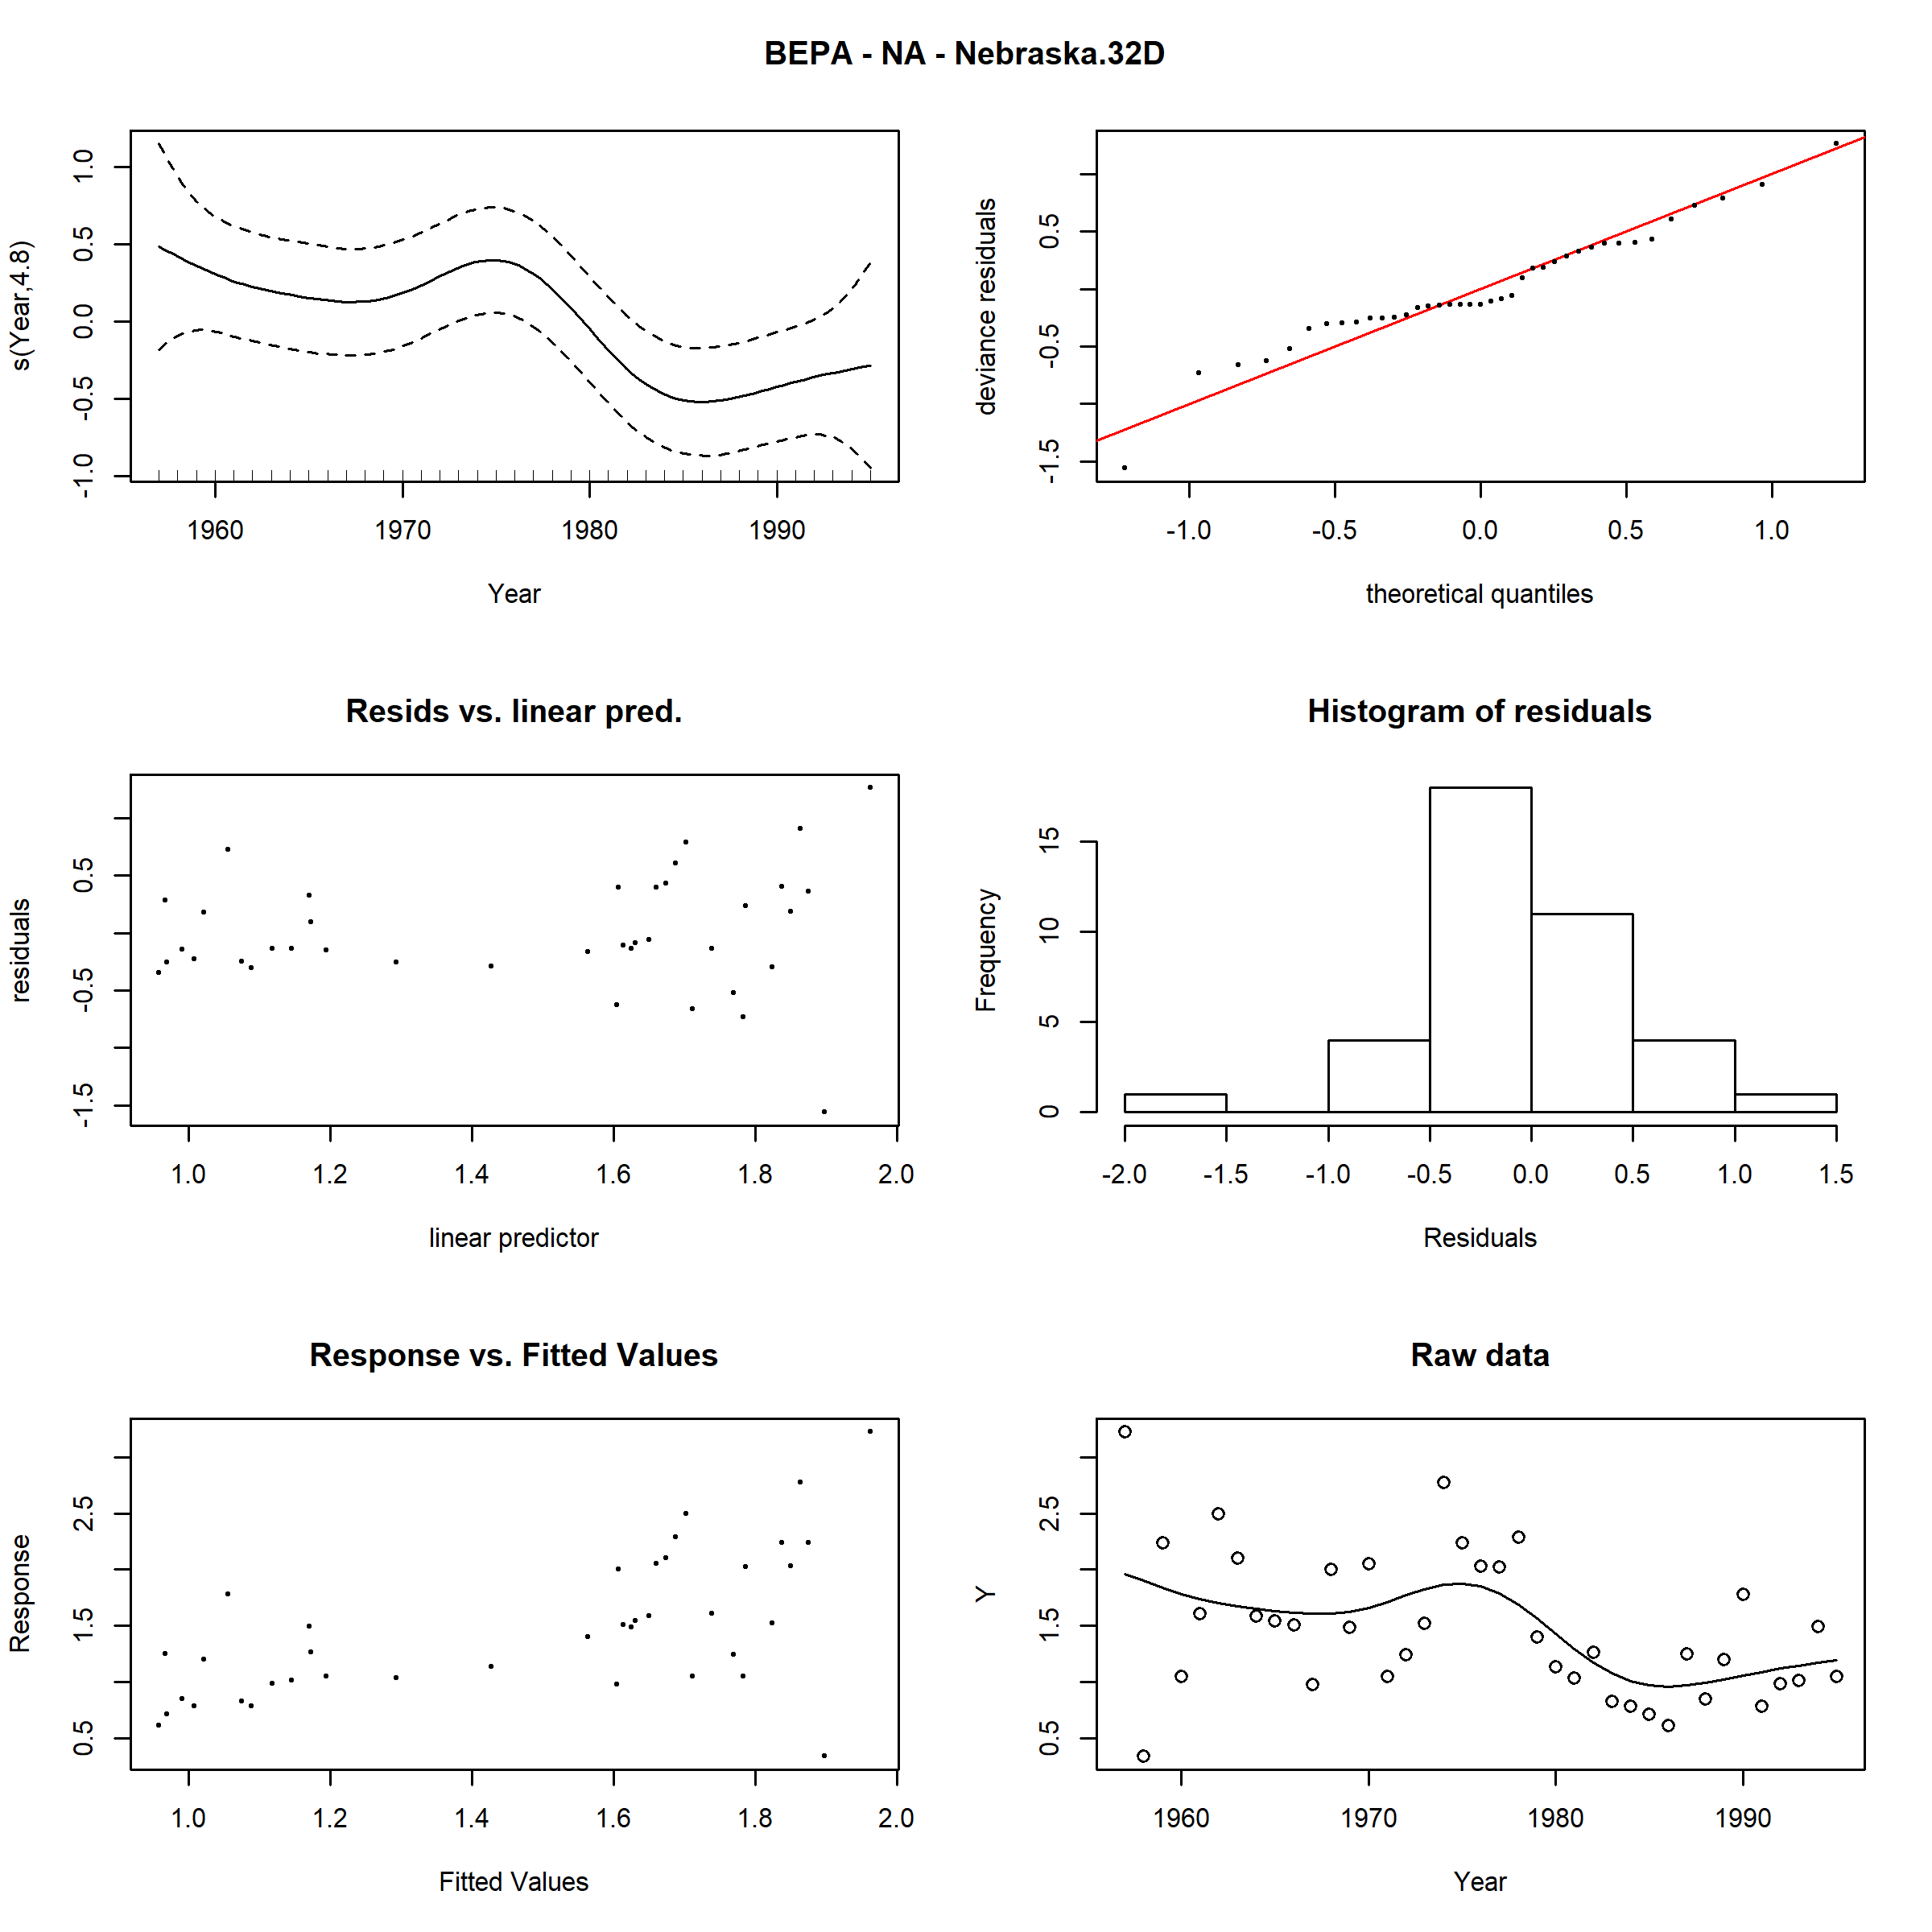 BEPA - NA - Nebraska.32D
s(Year,4.8)
1.0
0.5
0.0
-0.5
-1.0
1960 1970 1980 1990
Year
deviance residuals
0.5
-0.5
-1.5
-1.0 -0.5 0.0 0.5 1.0
theoretical quantiles
Resids vs. linear pred.
residuals
0.5
-0.5
-1.5
1.0 1.2 1.4 1.6 1.8 2.0
linear predictor
Histogram of residuals
Frequency
15
10
5
0
-2.0 -1.5 -1.0 -0.5 0.0 0.5 1.0 1.5
Residuals
Response vs. Fitted Values
Response
2.5
1.5
0.5
1.0 1.2 1.4 1.6 1.8 2.0
Fitted Values
Raw data
Y
2.5
1.5
0.5
1960 1970 1980 1990
Year